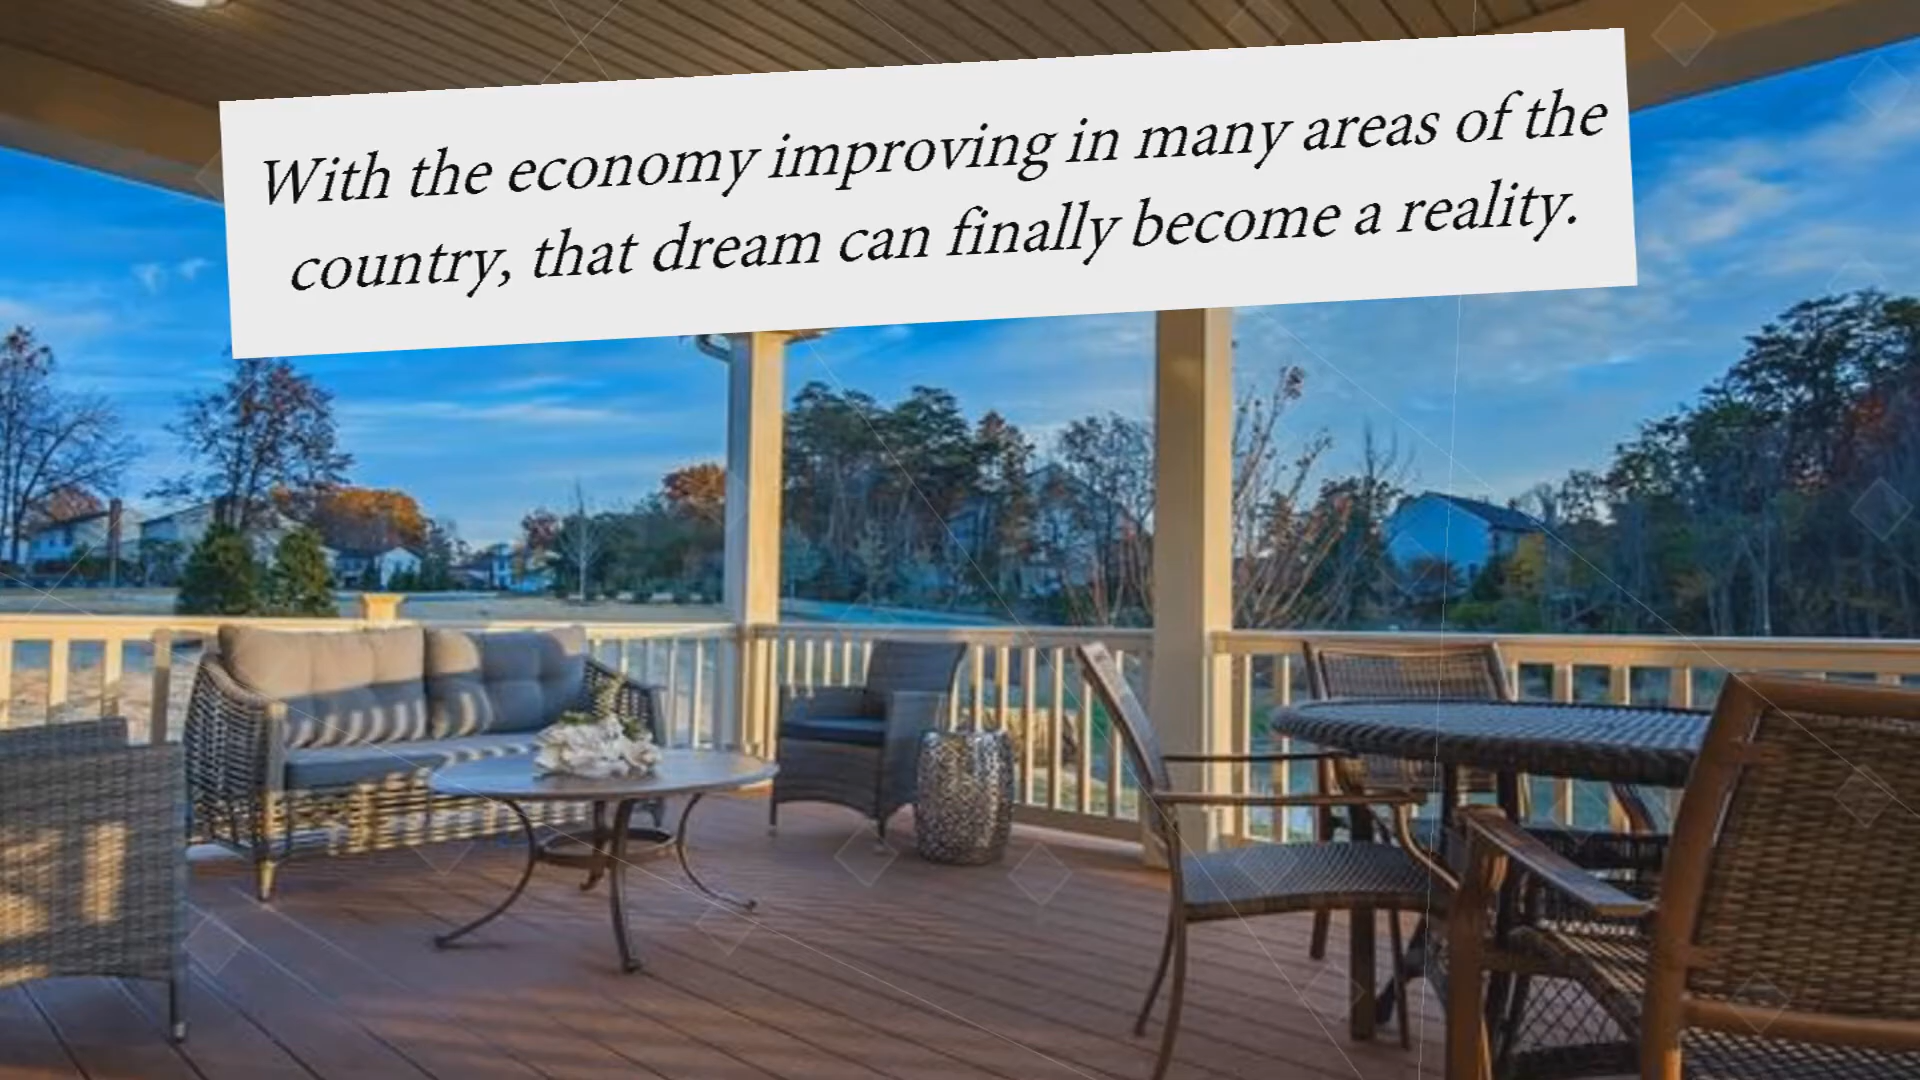 With the economy improving in many areas of the
country, that dream can finally become a reality.